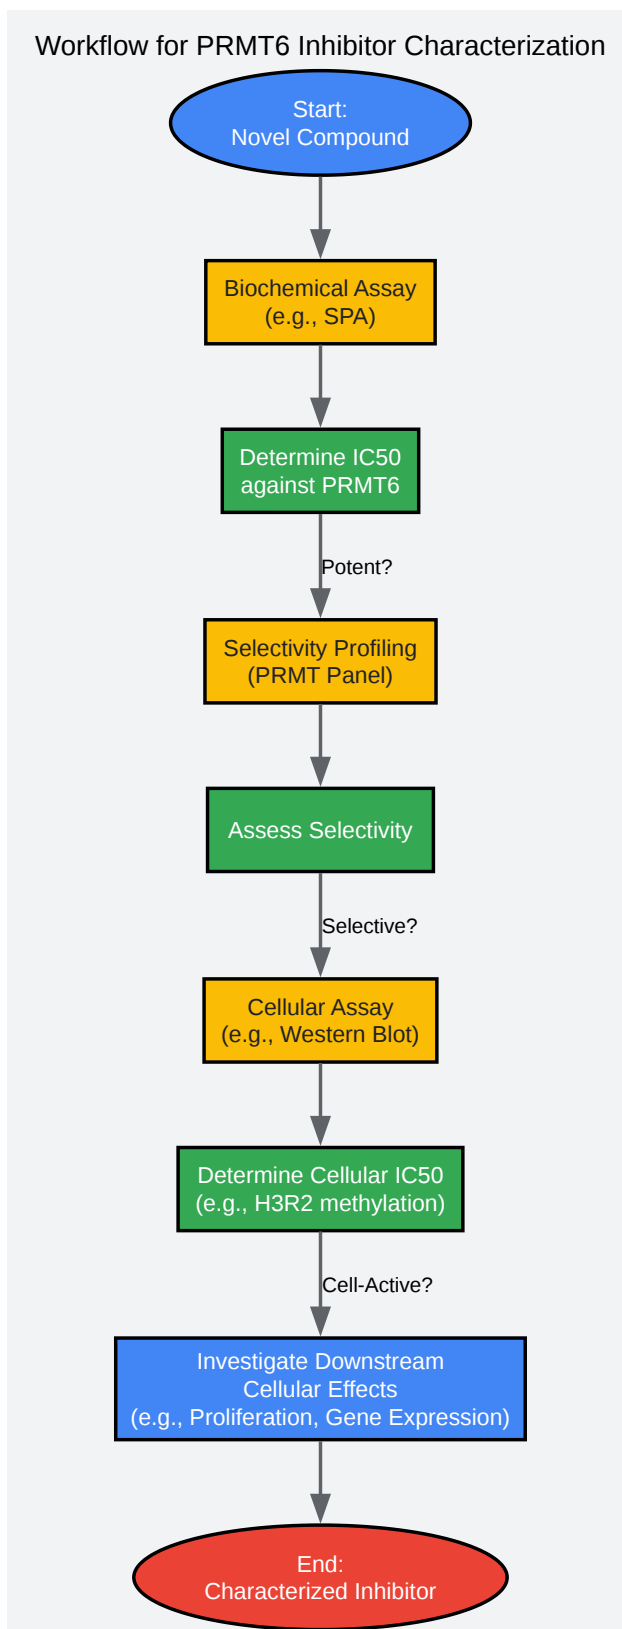 Workflow for PRMT6 Inhibitor Characterization
Start:
Novel Compound
Biochemical Assay
(e.g., SPA)
Determine IC50
against PRMT6
Potent?
Selectivity Profiling
(PRMT Panel)
Assess Selectivity
Selective?
Cellular Assay
(e.g., Western Blot)
Determine Cellular IC50
(e.g., H3R2 methylation)
Cell-Active?
Investigate Downstream
Cellular Effects
(e.g., Proliferation, Gene Expression)
End:
Characterized Inhibitor